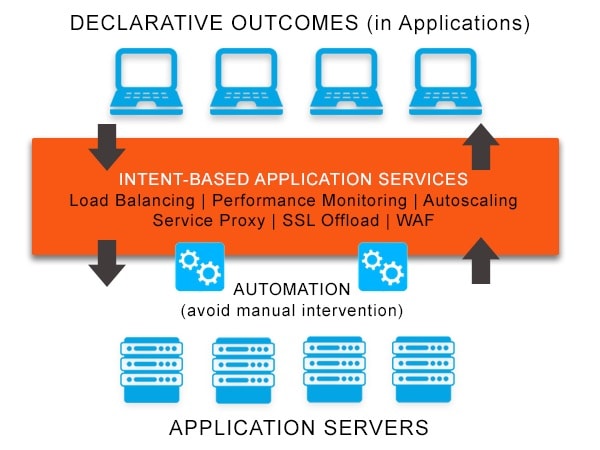 DECLARATIVE OUTCOMES (in Applications)
INTENT-BASED APPLICATION SERVICES
Load Balancing | Performance Monitoring | Autoscaling
Service Proxy | SSL Offload | WAF
AUTOMATION
(avoid manual intervention)
APPLICATION SERVERS